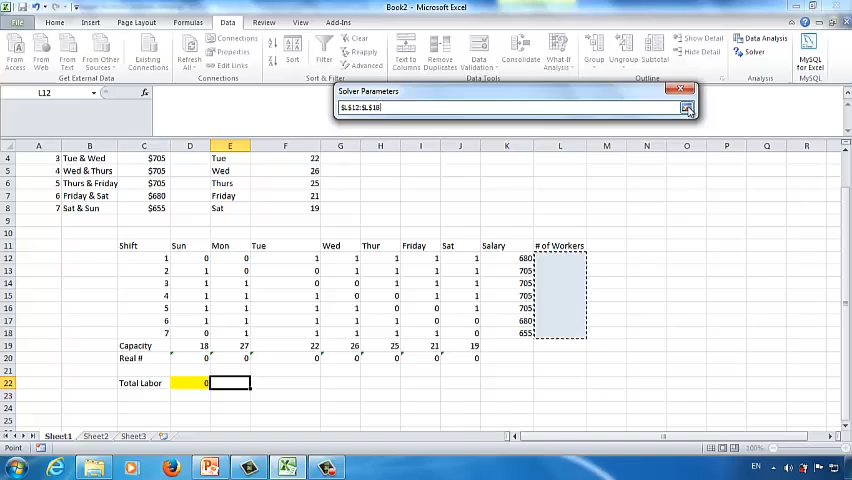 Book2 - Microsoft Excel
File Home Insert Page Layout Formulas Data Review View Add-Ins
From Access From Web From Text From Other Sources Existing Connections Refresh All Connections Properties Edit Links Sort Filter Clear Reapply Advanced Text to Columns Remove Duplicates Data Validation Consolidate What-If Analysis Group Ungroup Subtotal Show Detail Hide Detail Data Analysis Solver MySQL for Excel
Get External Data Connections Sort & Filter Data Tools Outline Analysis
Solver Parameters
$L$12:$L$18
L12
A B C D E F G H I J K L M N O P Q R
4 3 Tue & Wed $705 Tue 22
5 4 Wed & Thurs $705 Wed 26
6 5 Thurs & Friday $705 Thurs 25
7 6 Friday & Sat $680 Friday 21
8 7 Sat & Sun $655 Sat 19
9
10
11 Shift Sun Mon Tue Wed Thur Friday Sat Salary # of Workers
12 1 0 0 1 1 1 1 1 680
13 2 1 0 0 1 1 1 1 705
14 3 1 1 0 0 1 1 1 705
15 4 1 1 1 0 0 1 1 705
16 5 1 1 1 1 0 0 1 705
17 6 1 1 1 1 1 0 0 680
18 7 0 1 1 1 1 1 0 655
19 Capacity 18 27 22 26 25 21 19
20 Real # 0 0 0 0 0 0 0
21
22 Total Labor 0
23
24
25
Sheet1 Sheet2 Sheet3
Point 100%
EN